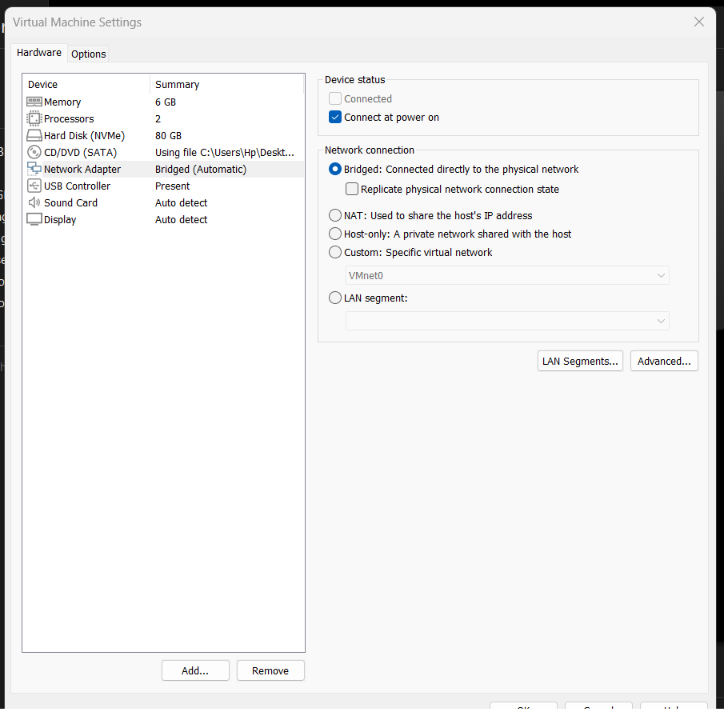 Virtual Machine Settings
Hardware
Options
Device Summary
Memory 6 GB
Processors 2
Hard Disk (NVMe) 80 GB
CD/DVD (SATA) Using file C:\Users\Hp\Deskt...
Network Adapter Bridged (Automatic)
USB Controller Present
Sound Card Auto detect
Display Auto detect
Add...
Remove
Device status
Connected
Connect at power on
Network connection
Bridged: Connected directly to the physical network
Replicate physical network connection state
NAT: Used to share the host's IP address
Host-only: A private network shared with the host
Custom: Specific virtual network
VMnet0
LAN segment:
LAN Segments...
Advanced...